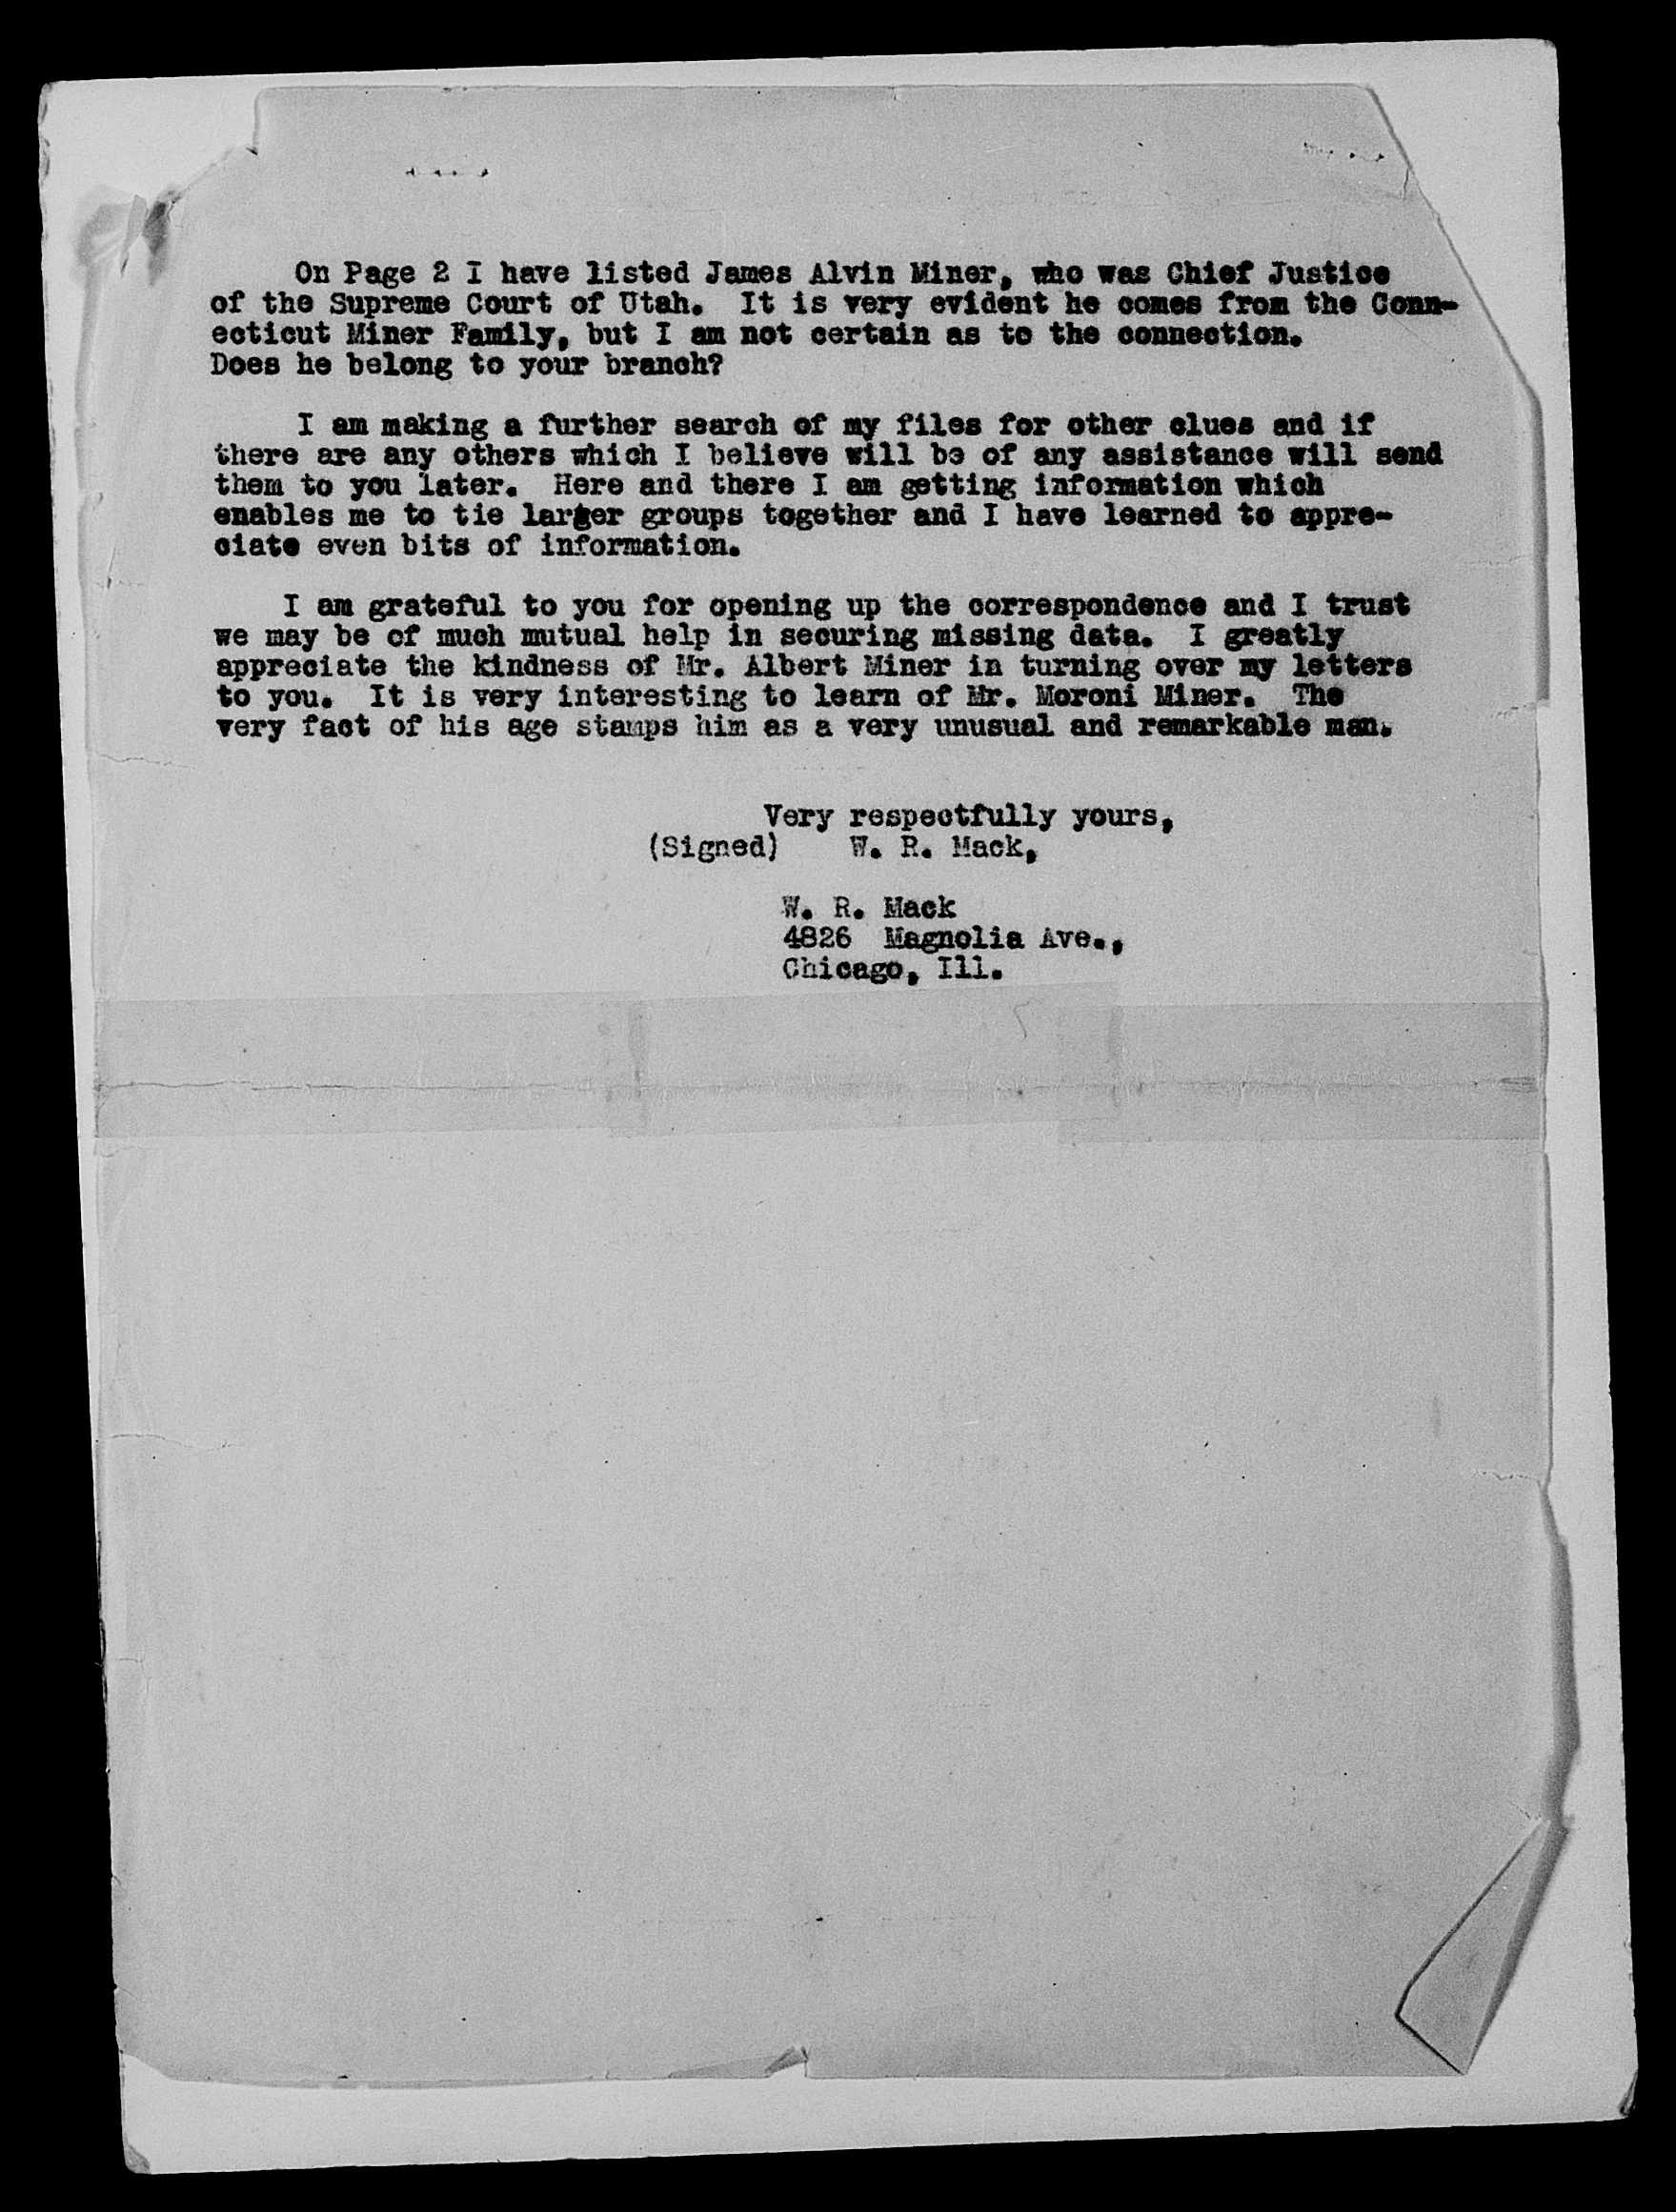 On Page 2 I have listed James Alvin Miner, who was Chief Justice
of the Supreme Court of Utah. It is very evident he comes from the Conn-
ecticut Miner Family, but I am not certain as to the connection.
Does he belong to your branch?
I am making a further search of my files for other clues and if
there are any others which I believe will be of any assistance will send
them to you later. Here and there I am getting information which
enables me to tie larger groups together and I have learned to appre-
ciate even bits of information.
I am grateful to you for opening up the correspondence and I trust
we may be of much mutual help in securing missing data. I greatly
appreciate the kindness of Mr. Albert Miner in turning over my letters
to you. It is very interesting to learn of Mr. Moroni Miner. The
very fact of his age stamps him as a very unusual and remarkable man.
Very respectfully yours,
(Signed) W. R. Mack,
W. R. Mack
4826 Magnolia Ave.,
Chicago, Ill.